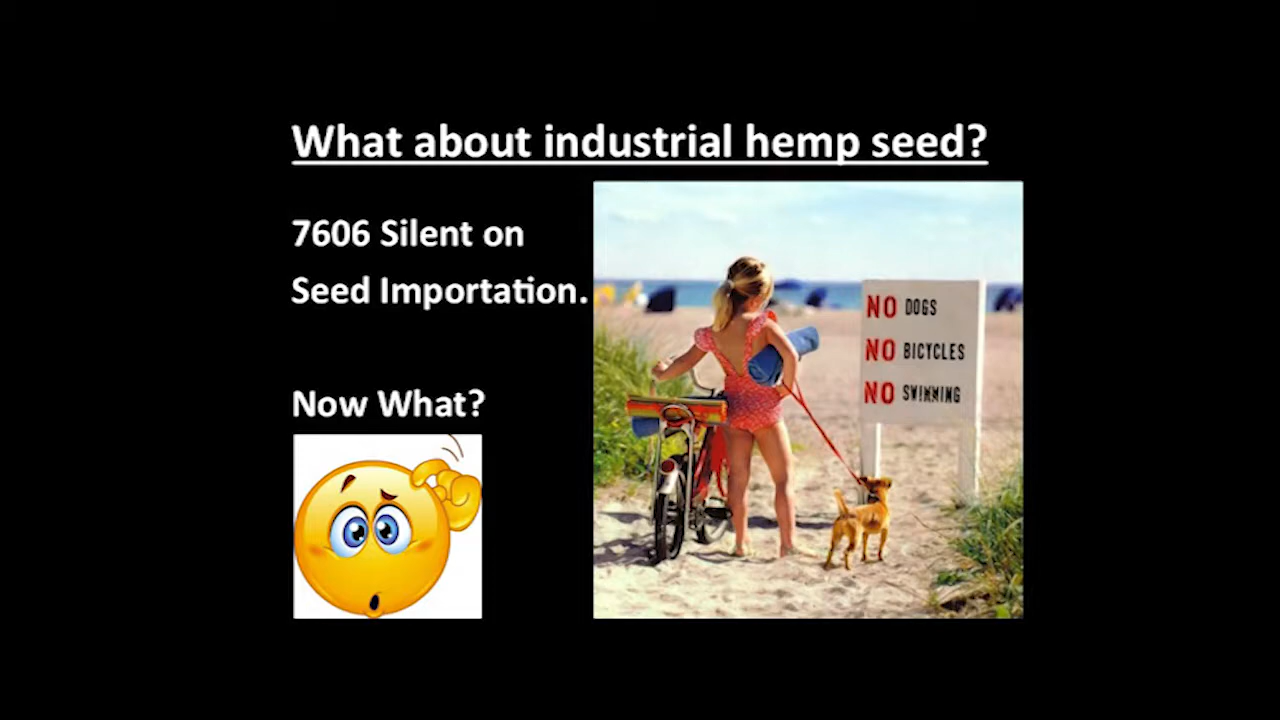 What about industrial hemp seed?
7606 Silent on
Seed Importation.
Now What?
NO DOGS
NO BICYCLES
NO SWIMMING